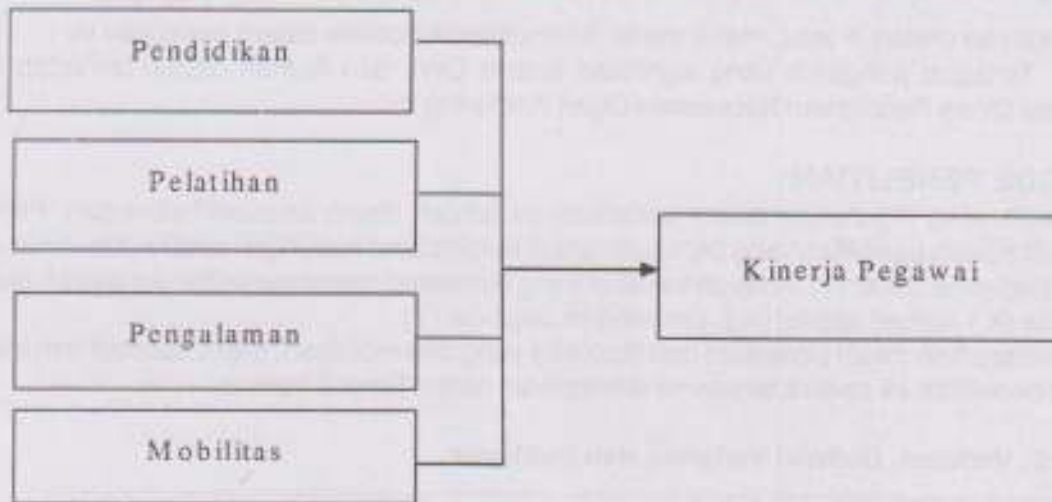 Pendidikan
Pelatihan
Kinerja Pegawai
Pengalaman
Mobilitas